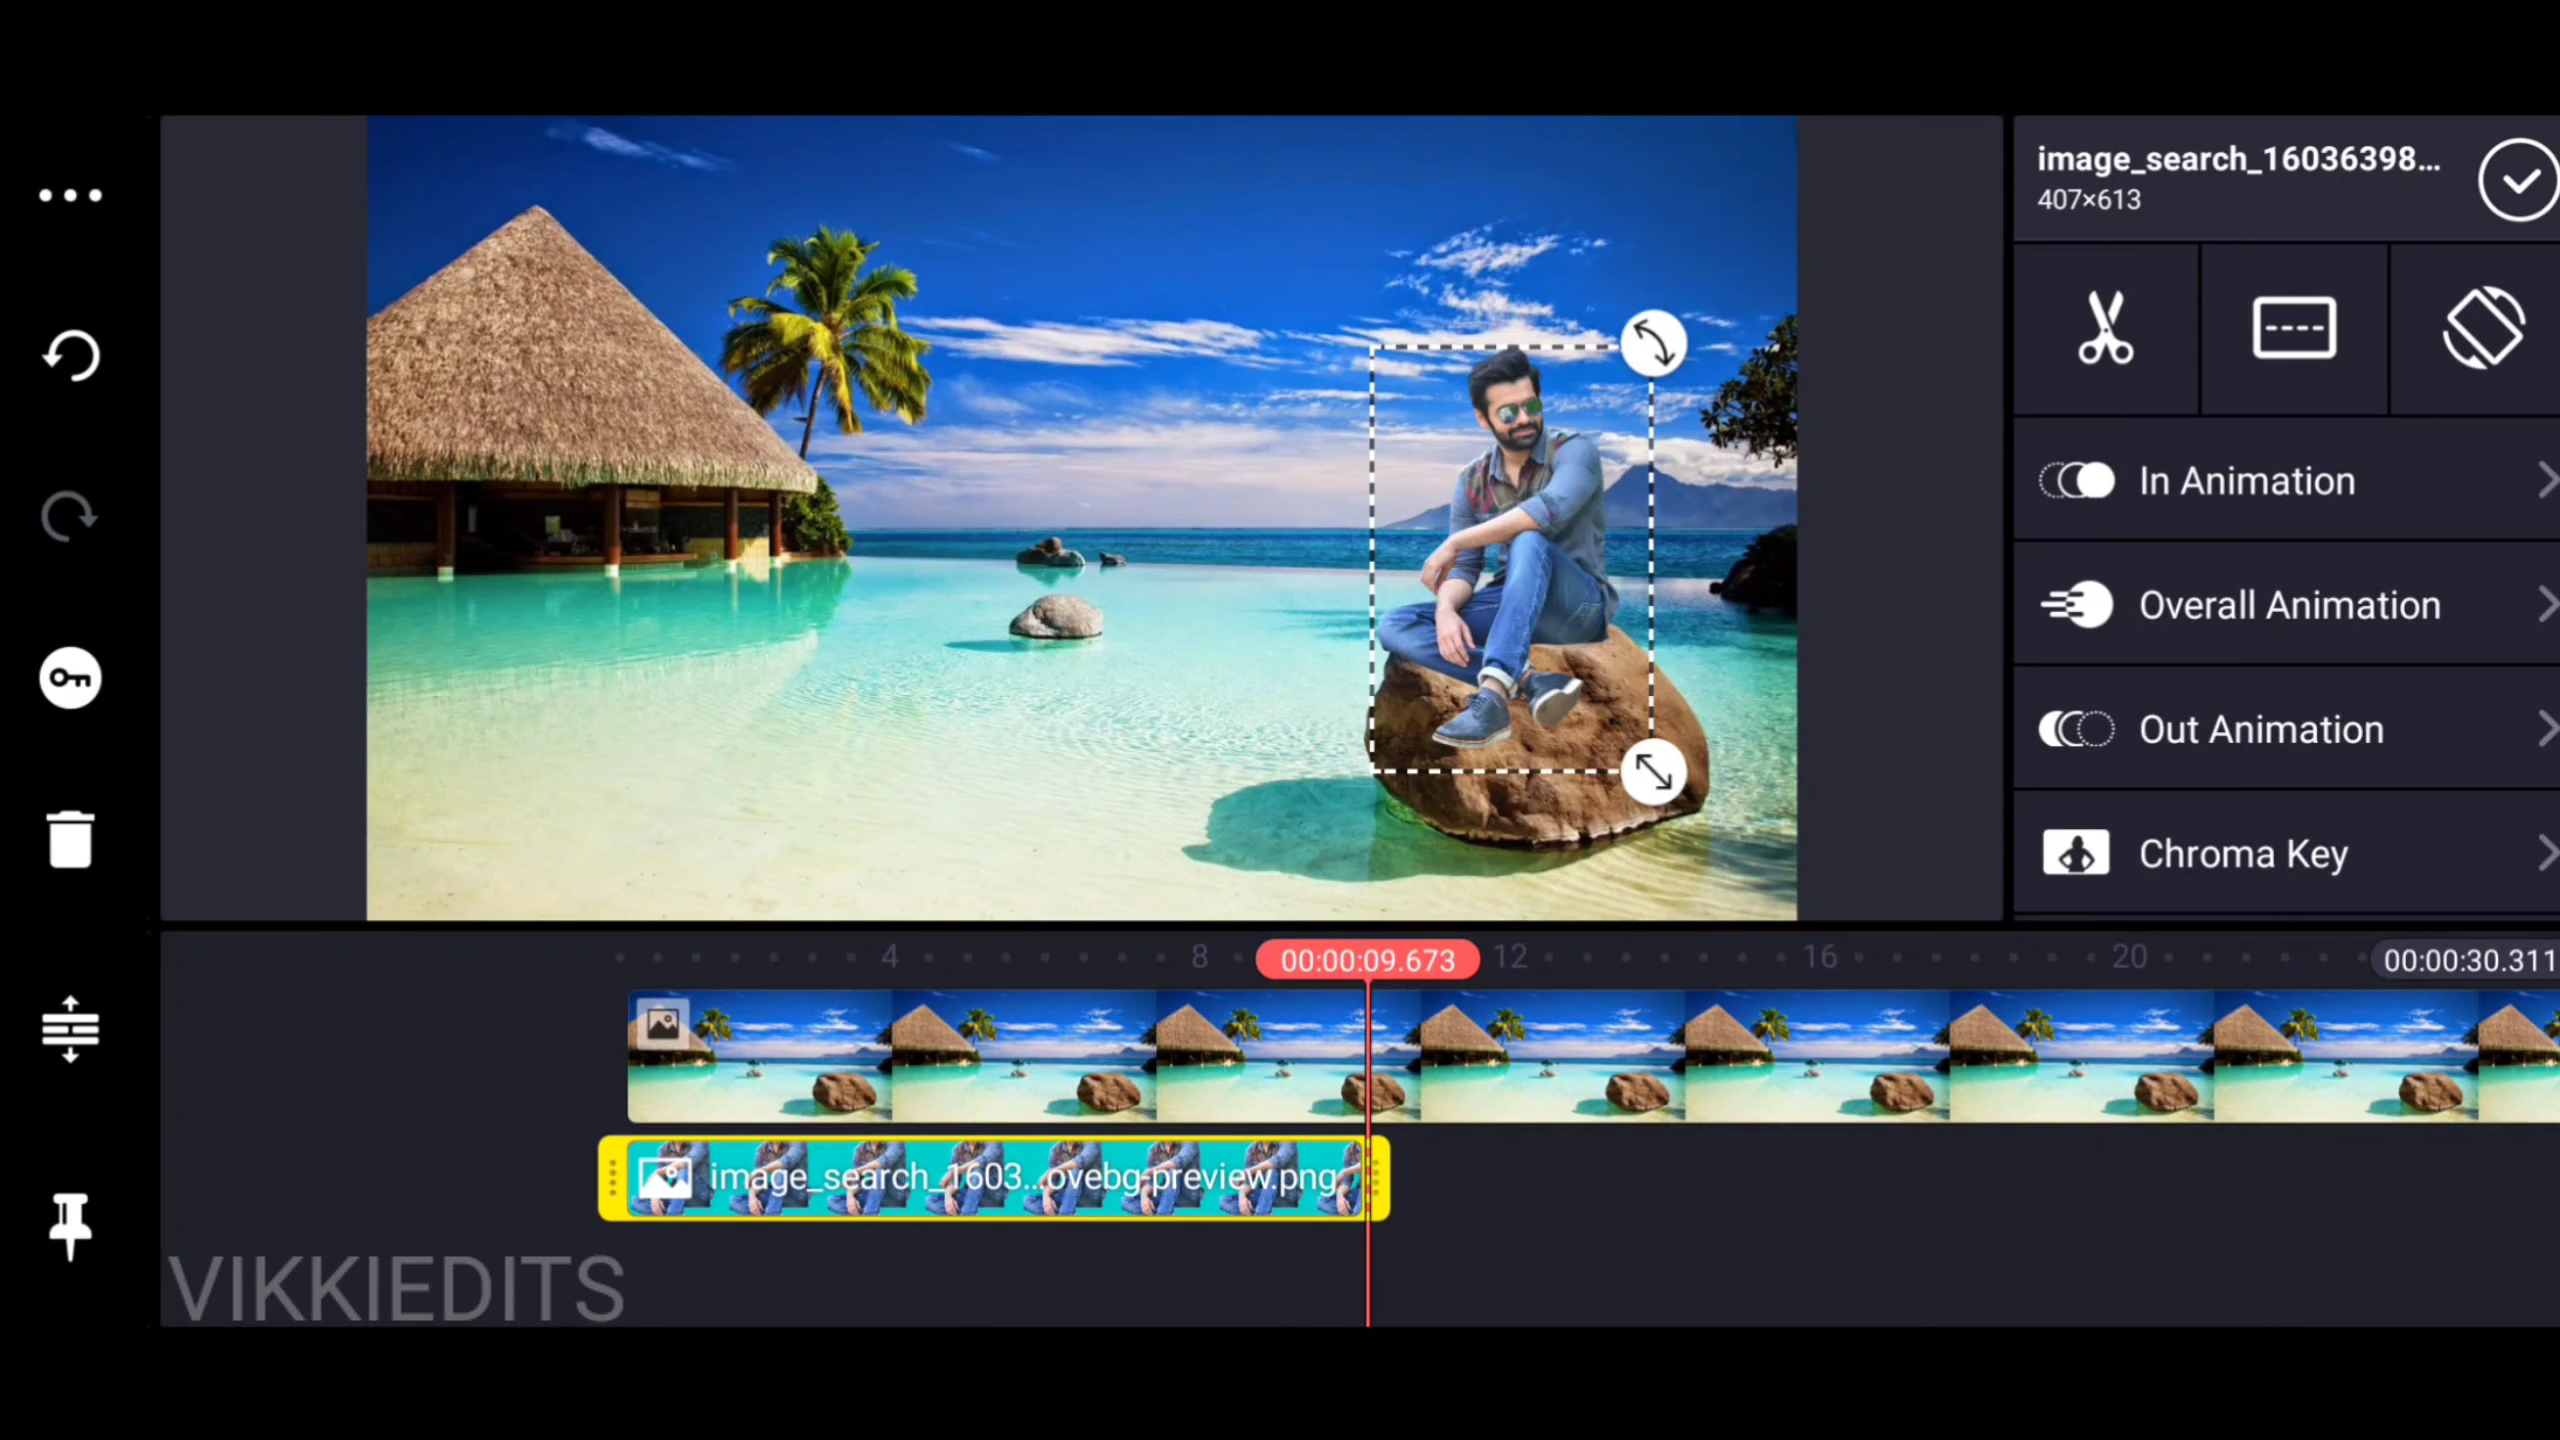 image_search_16036398...
407×613
In Animation
Overall Animation
Out Animation
Chroma Key
4
8
00:00:09.673
12
16
20
00:00:30.311
image_search_1603...ovebg-preview.png
VIKKIEDITS